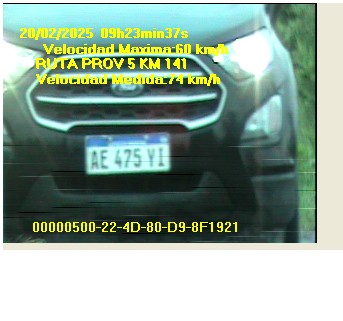 20/02/2025 09h23min37s
Velocidad Maxima:60 km/h
RUTA PROV 5 KM 141
Velocidad Medida:74 km/h
AE 475 YI
00000500-22-4D-80-D9-8F1921